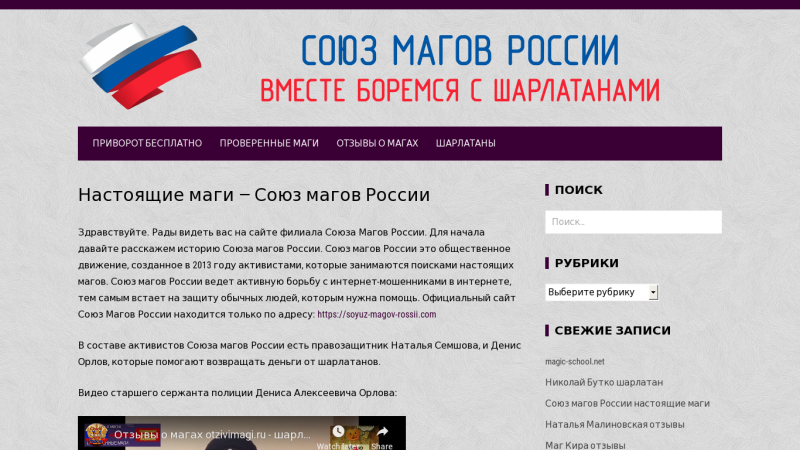 СОЮЗ МАГОВ РОССИИ
ВМЕСТЕ БОРЕМСЯ С ШАРЛАТАНАМИ
ПРИВОРОТ БЕСПЛАТНО ПРОВЕРЕННЫЕ МАГИ ОТЗЫВЫ О МАГАХ ШАРЛАТАНЫ
Настоящие маги – Союз магов России
Здравствуйте. Рады видеть вас на сайте филиала Союза Магов России. Для начала
давайте расскажем историю Союза магов России. Союз магов России это общественное
движение, созданное в 2013 году активистами, которые занимаются поисками настоящих
магов. Союз магов России ведет активную борьбу с интернет-мошенниками в интернете,
тем самым встает на защиту обычных людей, которым нужна помощь. Официальный сайт
Союз Магов России находится только по адресу: https://soyuz-magov-rossii.com
В составе активистов Союза магов России есть правозащитник Наталья Семшова, и Денис
Орлов, которые помогают возвращать деньги от шарлатанов.
Видео старшего сержанта полиции Дениса Алексеевича Орлова:
Отзывы о магах otzivimagi.ru - шарл...
Watch later Share
ПОИСК
Поиск...
РУБРИКИ
Выберите рубрику
СВЕЖИЕ ЗАПИСИ
magic-school.net
Николай Бутко шарлатан
Союз магов России настоящие маги
Наталья Малиновская отзывы
Маг Кира отзывы